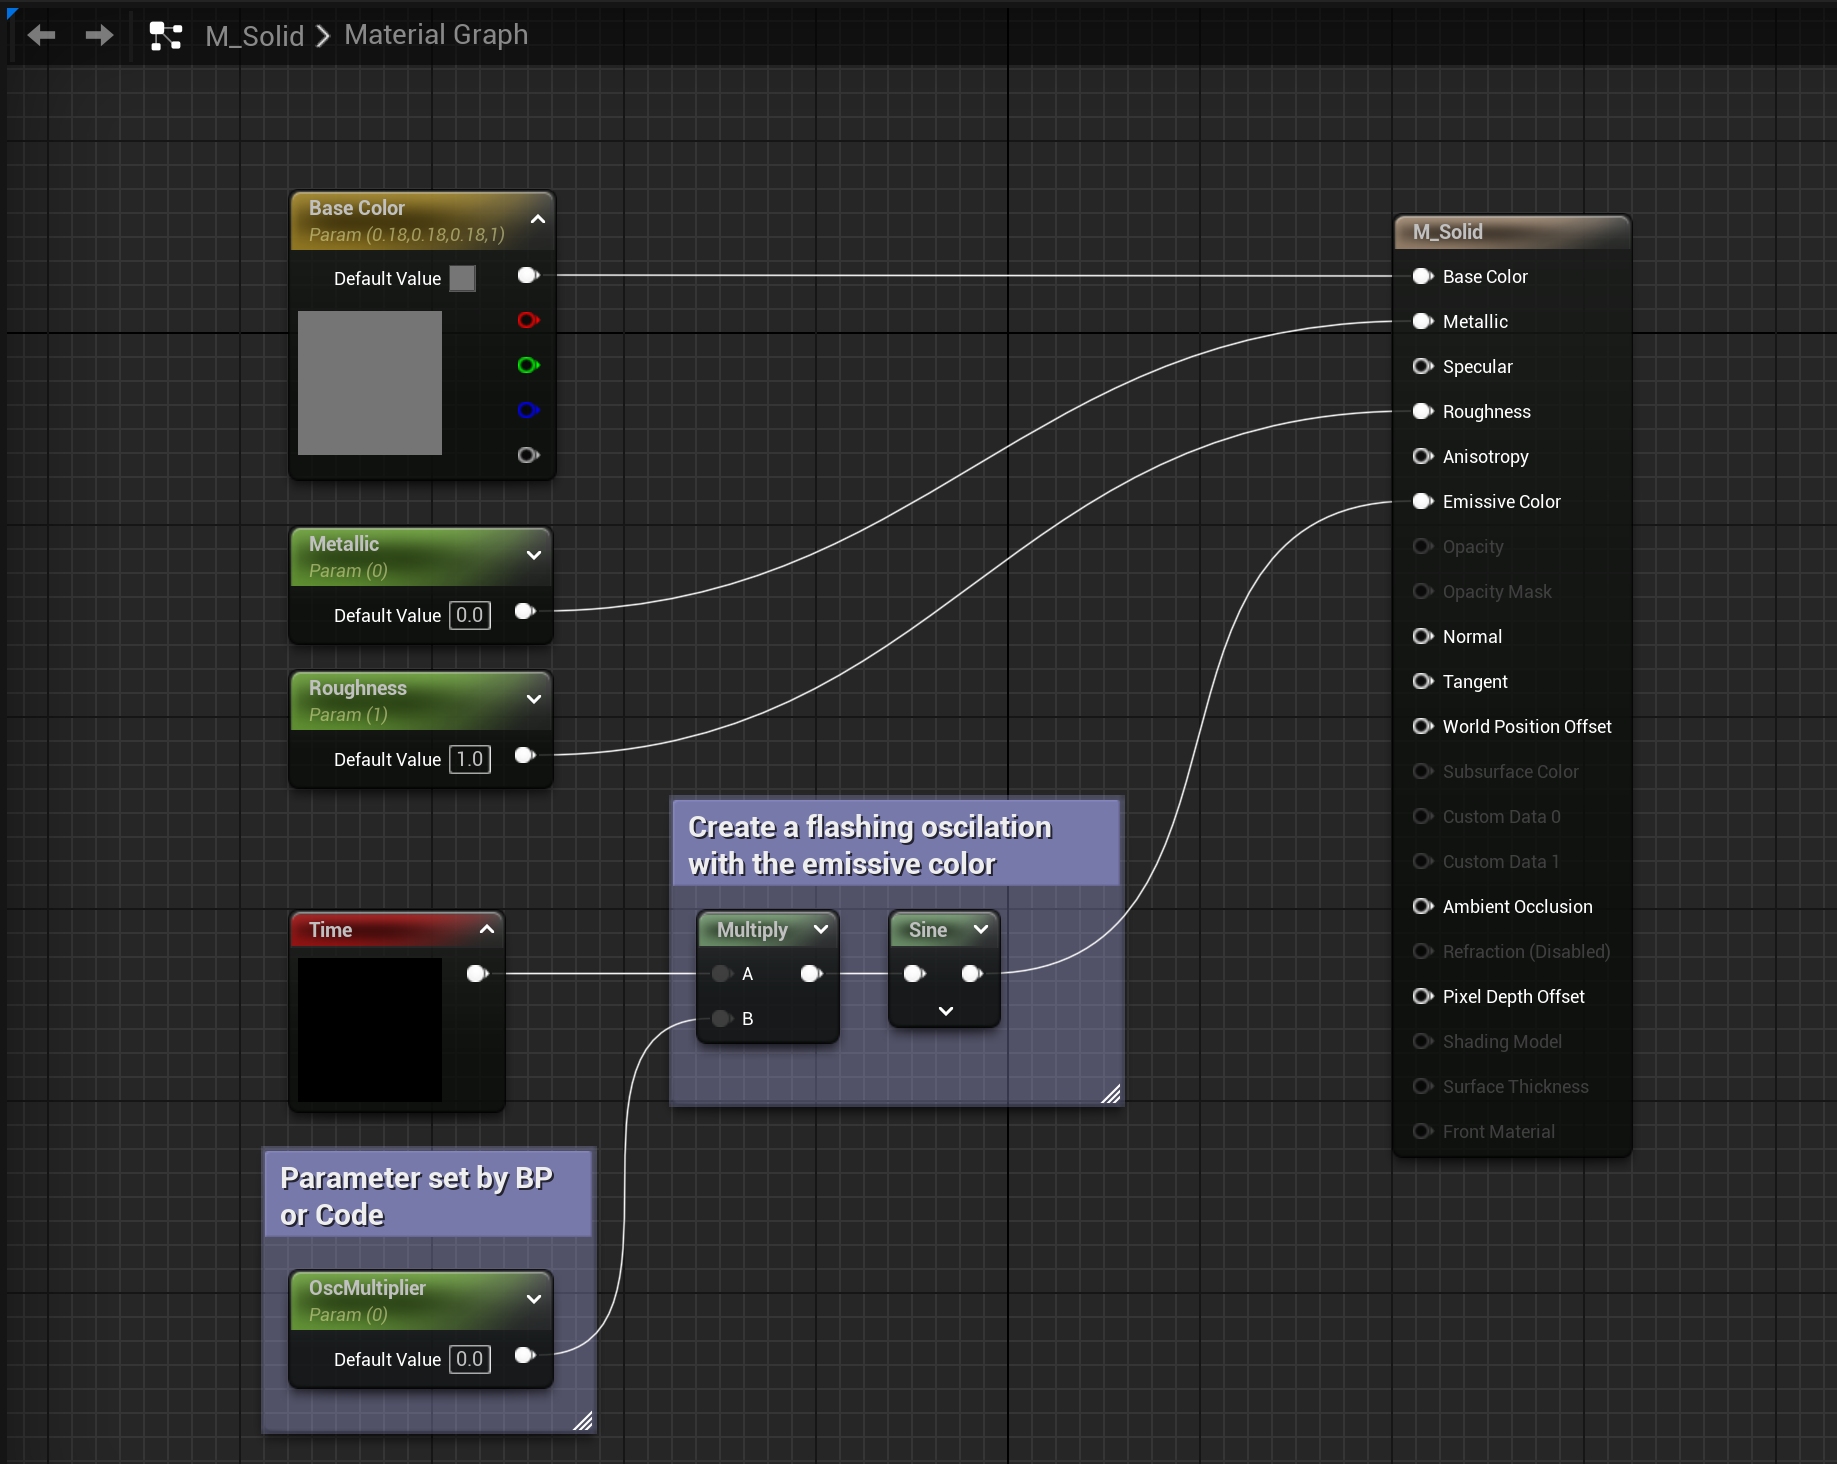 M_Solid > Material Graph
Base Color
Param (0.18,0.18,0.18,1)
Default Value
Metallic
Param (0)
Default Value 0.0
Roughness
Param (1)
Default Value 1.0
Create a flashing oscilation
with the emissive color
Time
Multiply
A
B
Sine
Parameter set by BP
or Code
OscMultiplier
Param (0)
Default Value 0.0
M_Solid
Base Color
Metallic
Specular
Roughness
Anisotropy
Emissive Color
Opacity
Opacity Mask
Normal
Tangent
World Position Offset
Subsurface Color
Custom Data 0
Custom Data 1
Ambient Occlusion
Refraction (Disabled)
Pixel Depth Offset
Shading Model
Surface Thickness
Front Material